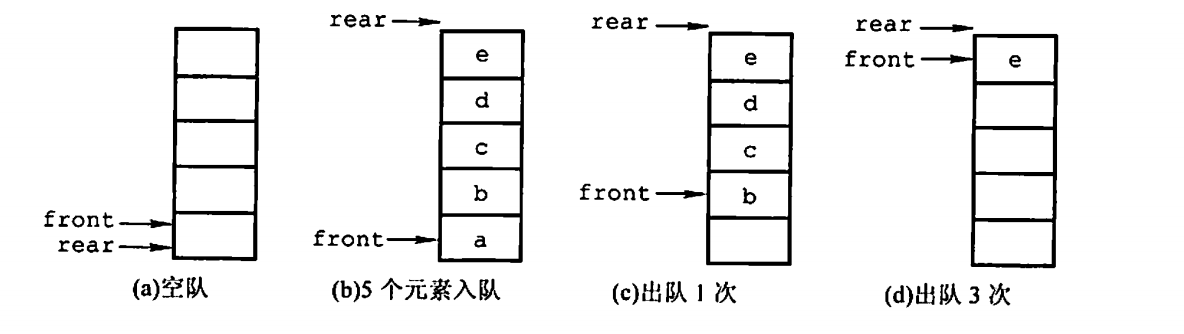 front
rear
(a)空队
rear
e
d
c
b
front
a
(b)5 个元素入队
rear
e
d
c
front
b
(c)出队 1 次
rear
front
e
(d)出队 3 次